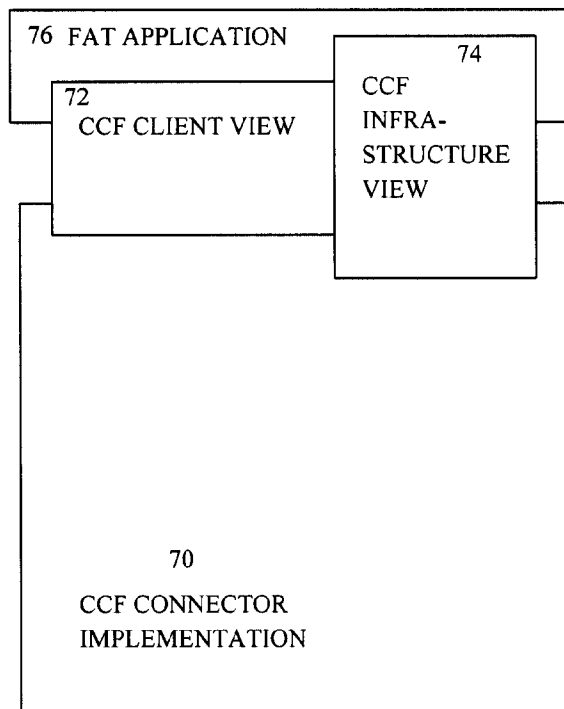 76 FAT APPLICATION
72
CCF CLIENT VIEW
74
CCF
INFRA-
STRUCTURE
VIEW
70
CCF CONNECTOR
IMPLEMENTATION